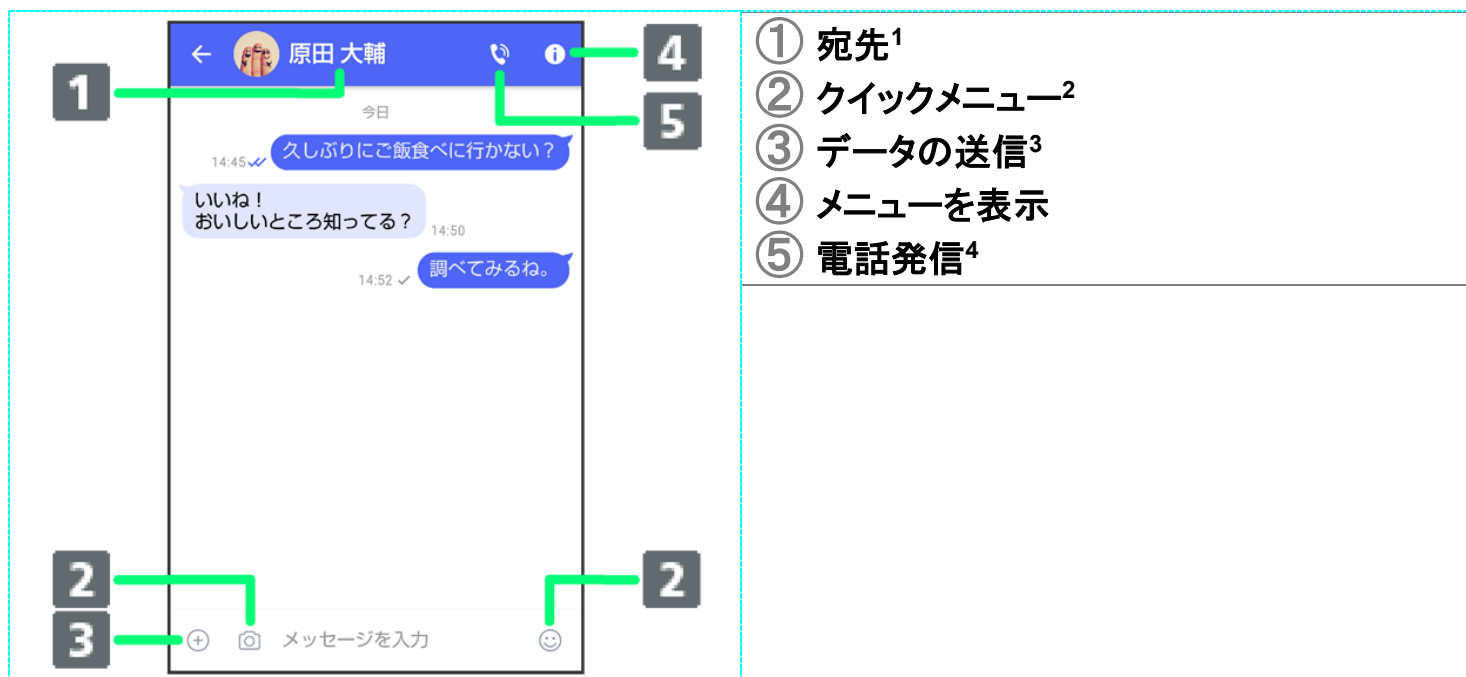 原田 大輔
4
1
今日
5
久しぶりにご飯食べに行かない？
14:45
いいね！
おいしいところ知ってる？
14:50
調べてみるね。
14:52
2
2
メッセージを入力
3
① 宛先¹
② クイックメニュー²
③ データの送信³
④ メニューを表示
⑤ 電話発信⁴